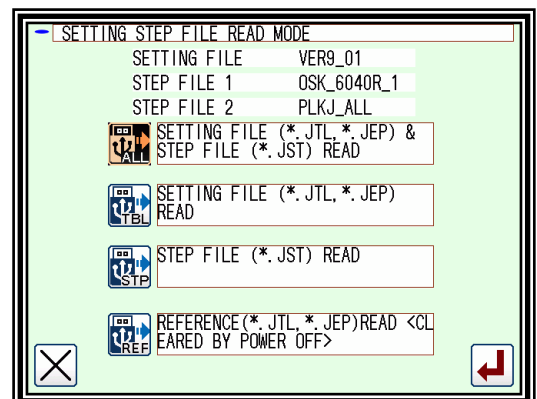 SETTING STEP FILE READ MODE
SETTING FILE VER9_01
STEP FILE 1 OSK_6040R_1
STEP FILE 2 PLKJ_ALL
ALL
SETTING FILE (*.JTL,*.JEP) &
STEP FILE (*.JST) READ
TBL
SETTING FILE (*.JTL,*.JEP)
READ
STP
STEP FILE (*.JST) READ
REF
REFERENCE(*.JTL,*.JEP)READ <CL
EARED BY POWER OFF>